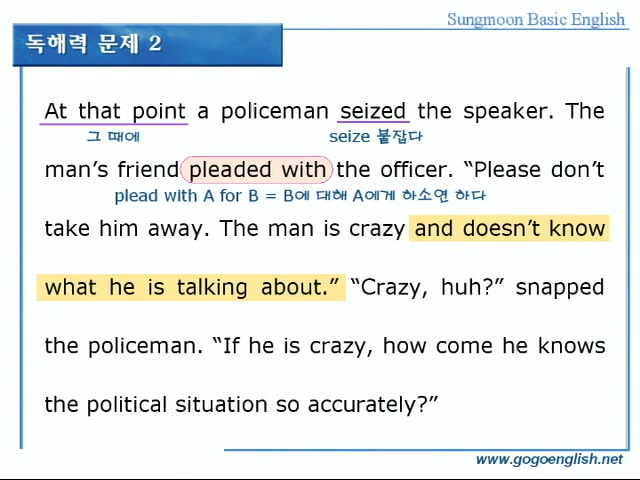 Sungmoon Basic English
독해력 문제 2
At that point a policeman seized the speaker. The
그 때에 seize 붙잡다
man's friend pleaded with the officer. “Please don't
plead with A for B = B에 대해 A에게 하소연 하다
take him away. The man is crazy and doesn't know
what he is talking about.” “Crazy, huh?” snapped
the policeman. “If he is crazy, how come he knows
the political situation so accurately?”
www.gogoenglish.net